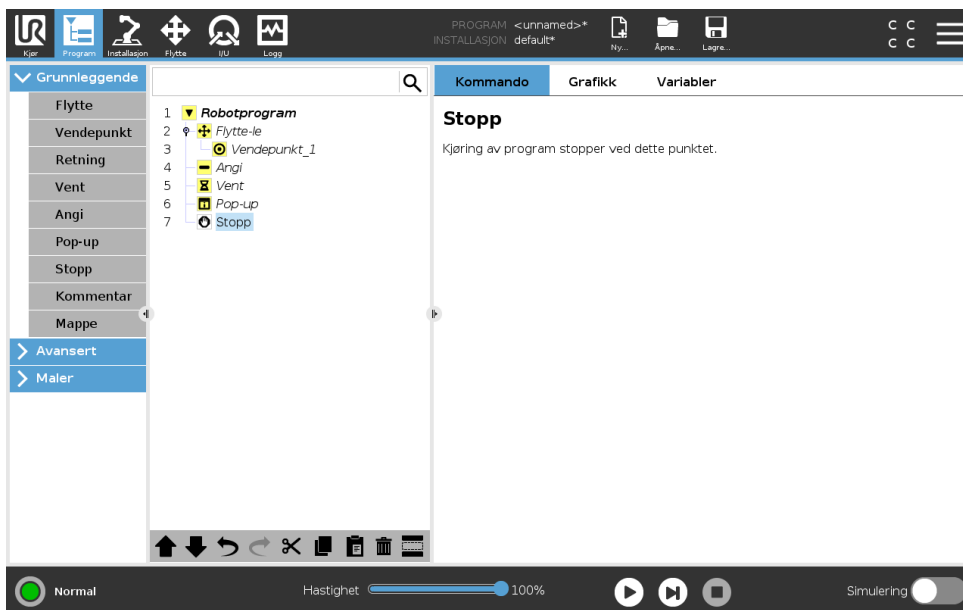 UR
Kjør
Program
Installasjon
Flytte
I/U
Logg
PROGRAM <unnamed>*
INSTALLASJON default*
Ny...
Åpne...
Lagre...
C C
C C
Grunnleggende
Flytte
Vendepunkt
Retning
Vent
Angi
Pop-up
Stopp
Kommentar
Mappe
Avansert
Maler
1 Robotprogram
2 Flytte-le
3 Vendepunkt_1
4 Angi
5 Vent
6 Pop-up
7 Stopp
Kommando Grafikk Variabler
Stopp
Kjøring av program stopper ved dette punktet.
Normal
Hastighet 100%
Simulering